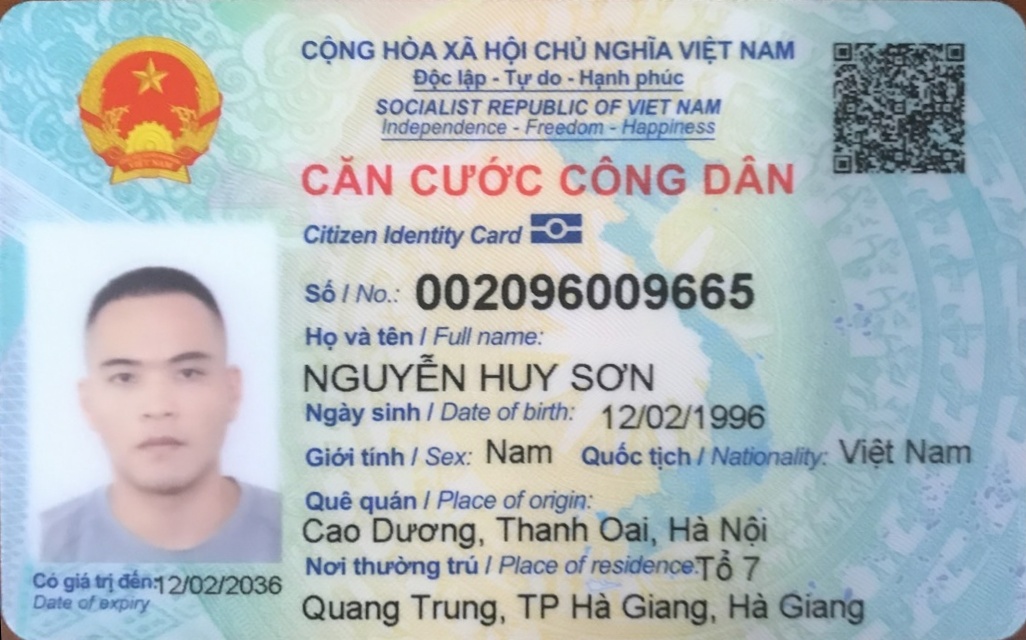 CỘNG HÒA XÃ HỘI CHỦ NGHĨA VIỆT NAM
Độc lập - Tự do - Hạnh phúc
SOCIALIST REPUBLIC OF VIET NAM
Independence - Freedom - Happiness
CĂN CƯỚC CÔNG DÂN
Citizen Identity Card
Số / No.: 002096009665
Họ và tên / Full name:
NGUYỄN HUY SƠN
Ngày sinh / Date of birth: 12/02/1996
Giới tính / Sex: Nam Quốc tịch / Nationality: Việt Nam
Quê quán / Place of origin:
Cao Dương, Thanh Oai, Hà Nội
Nơi thường trú / Place of residence: Tổ 7
Quang Trung, TP Hà Giang, Hà Giang
Có giá trị đến: 12/02/2036
Date of expiry
VIỆT NAM